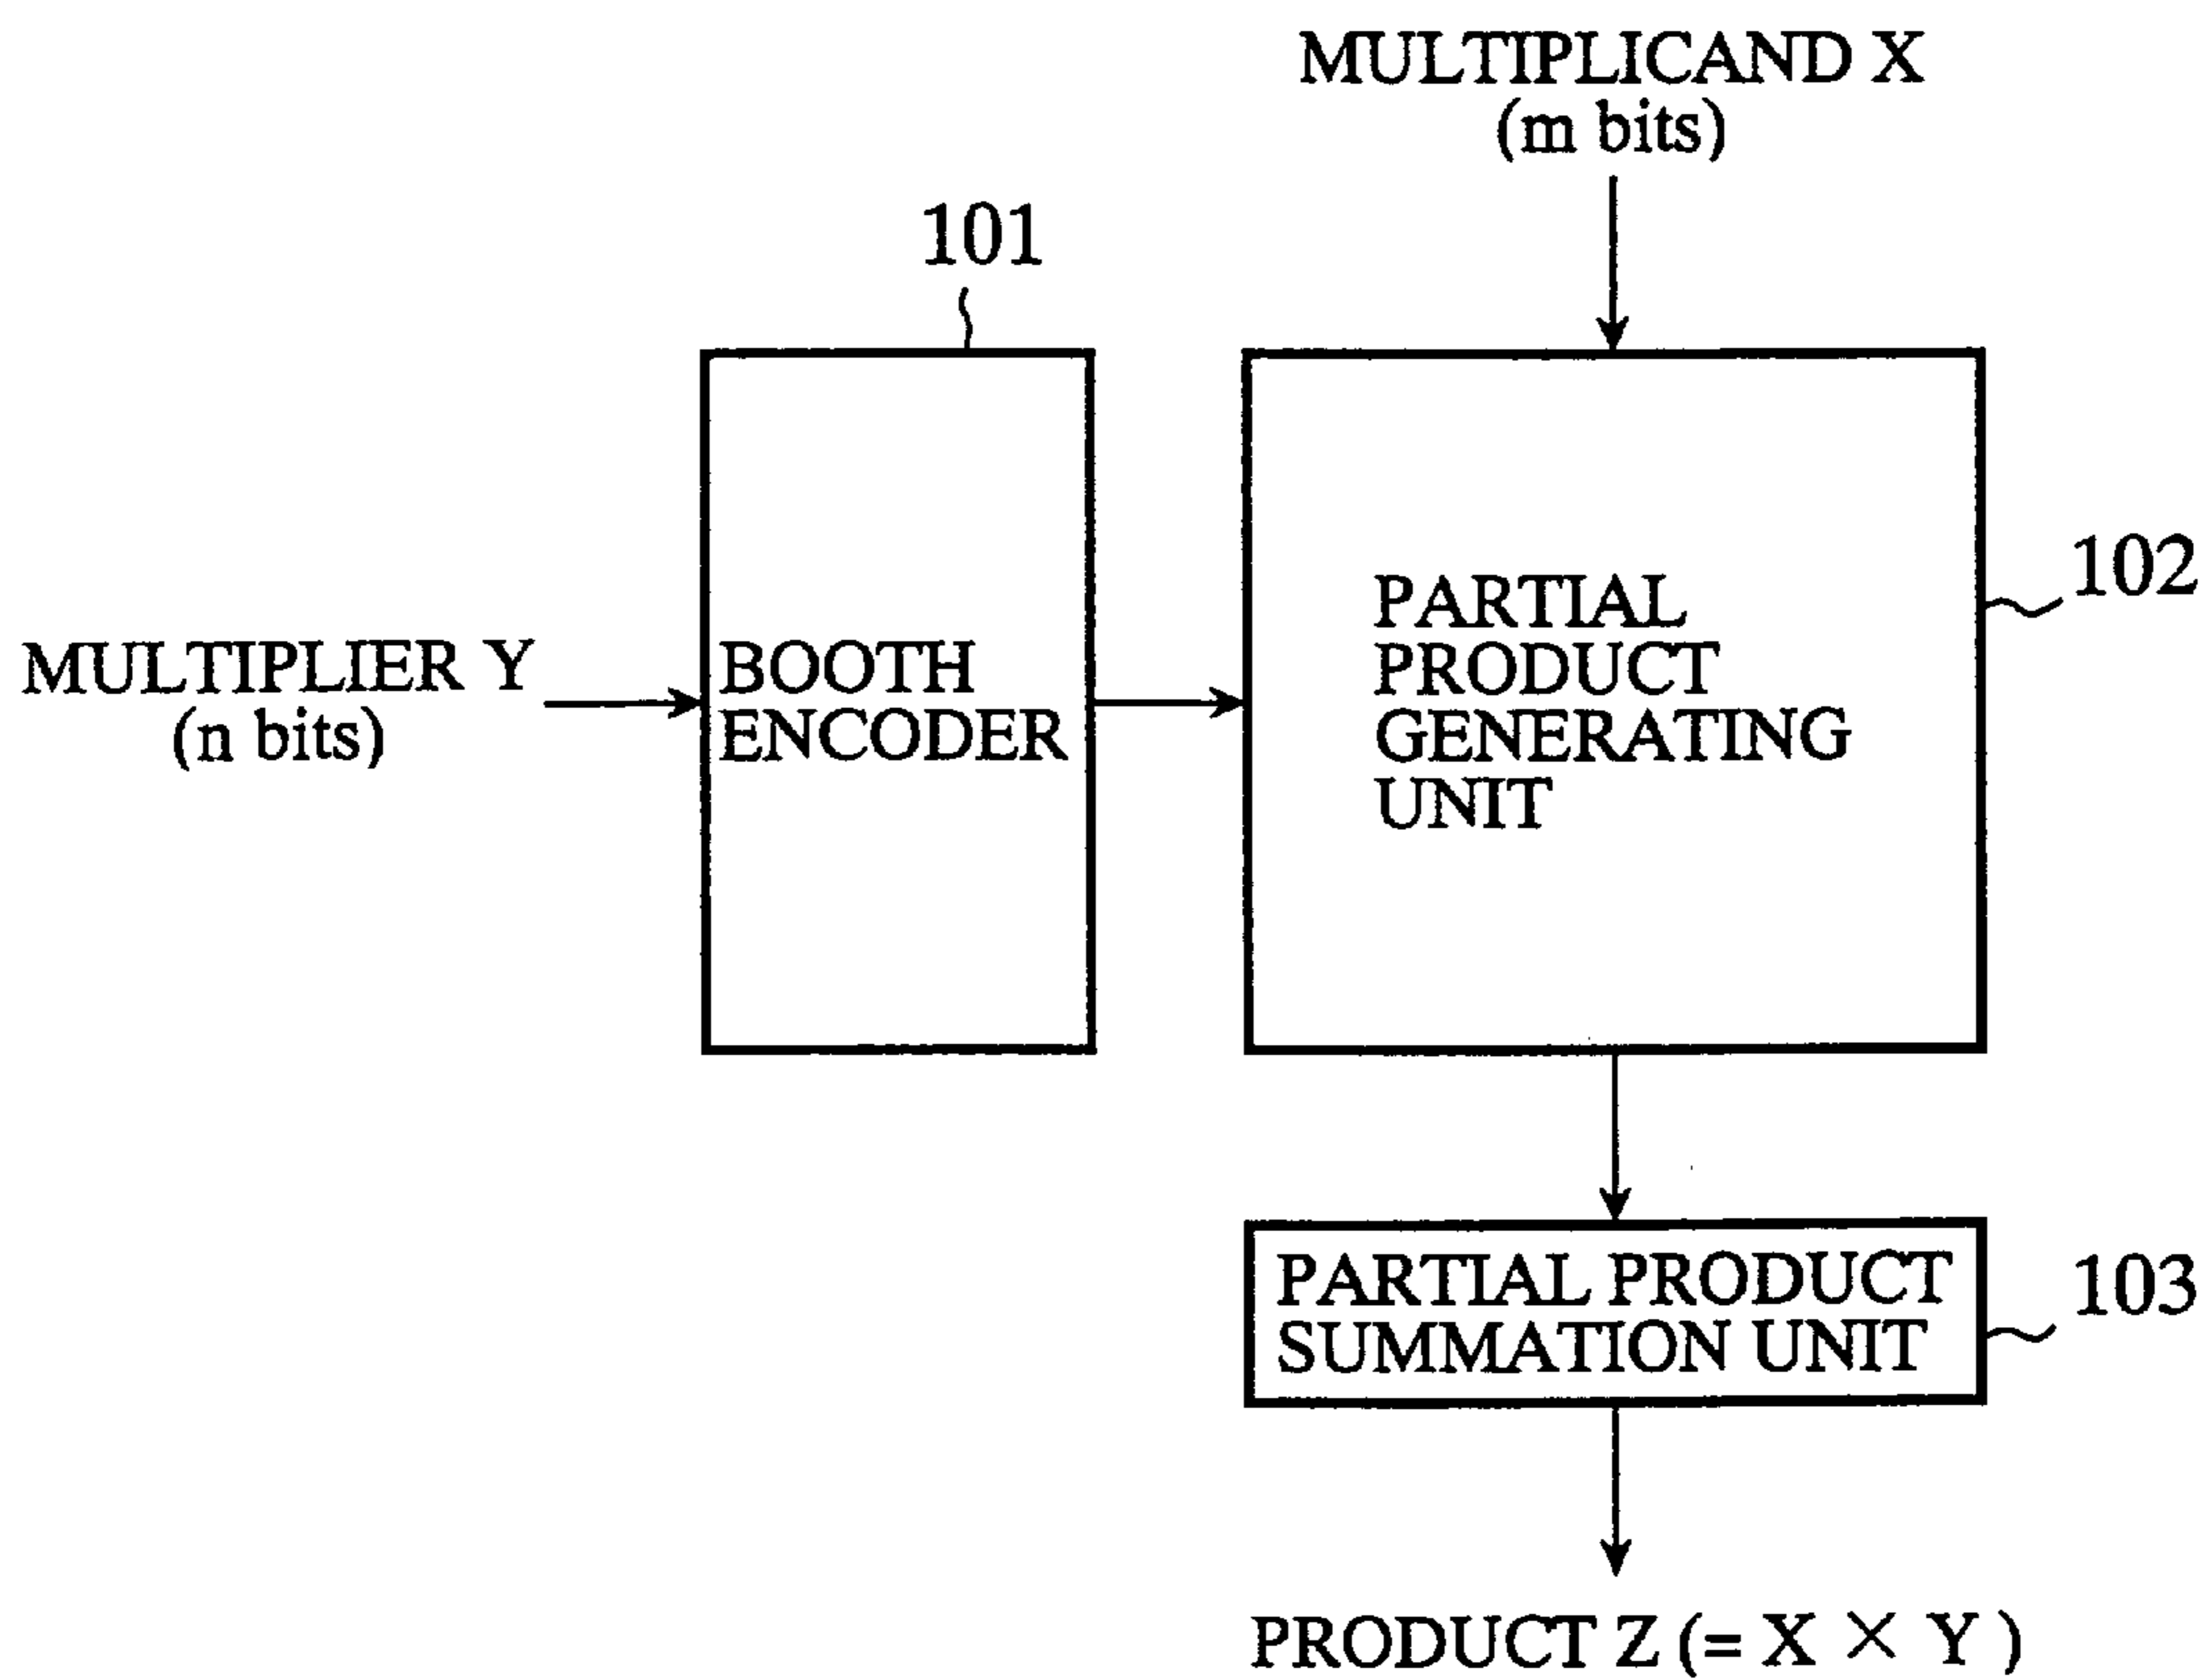 MULTIPLICAND X
(m bits)
101
102
MULTIPLIER Y
(n bits)
BOOTH
ENCODER
PARTIAL
PRODUCT
GENERATING
UNIT
PARTIAL PRODUCT
SUMMATION UNIT
103
PRODUCT Z (= X × Y )